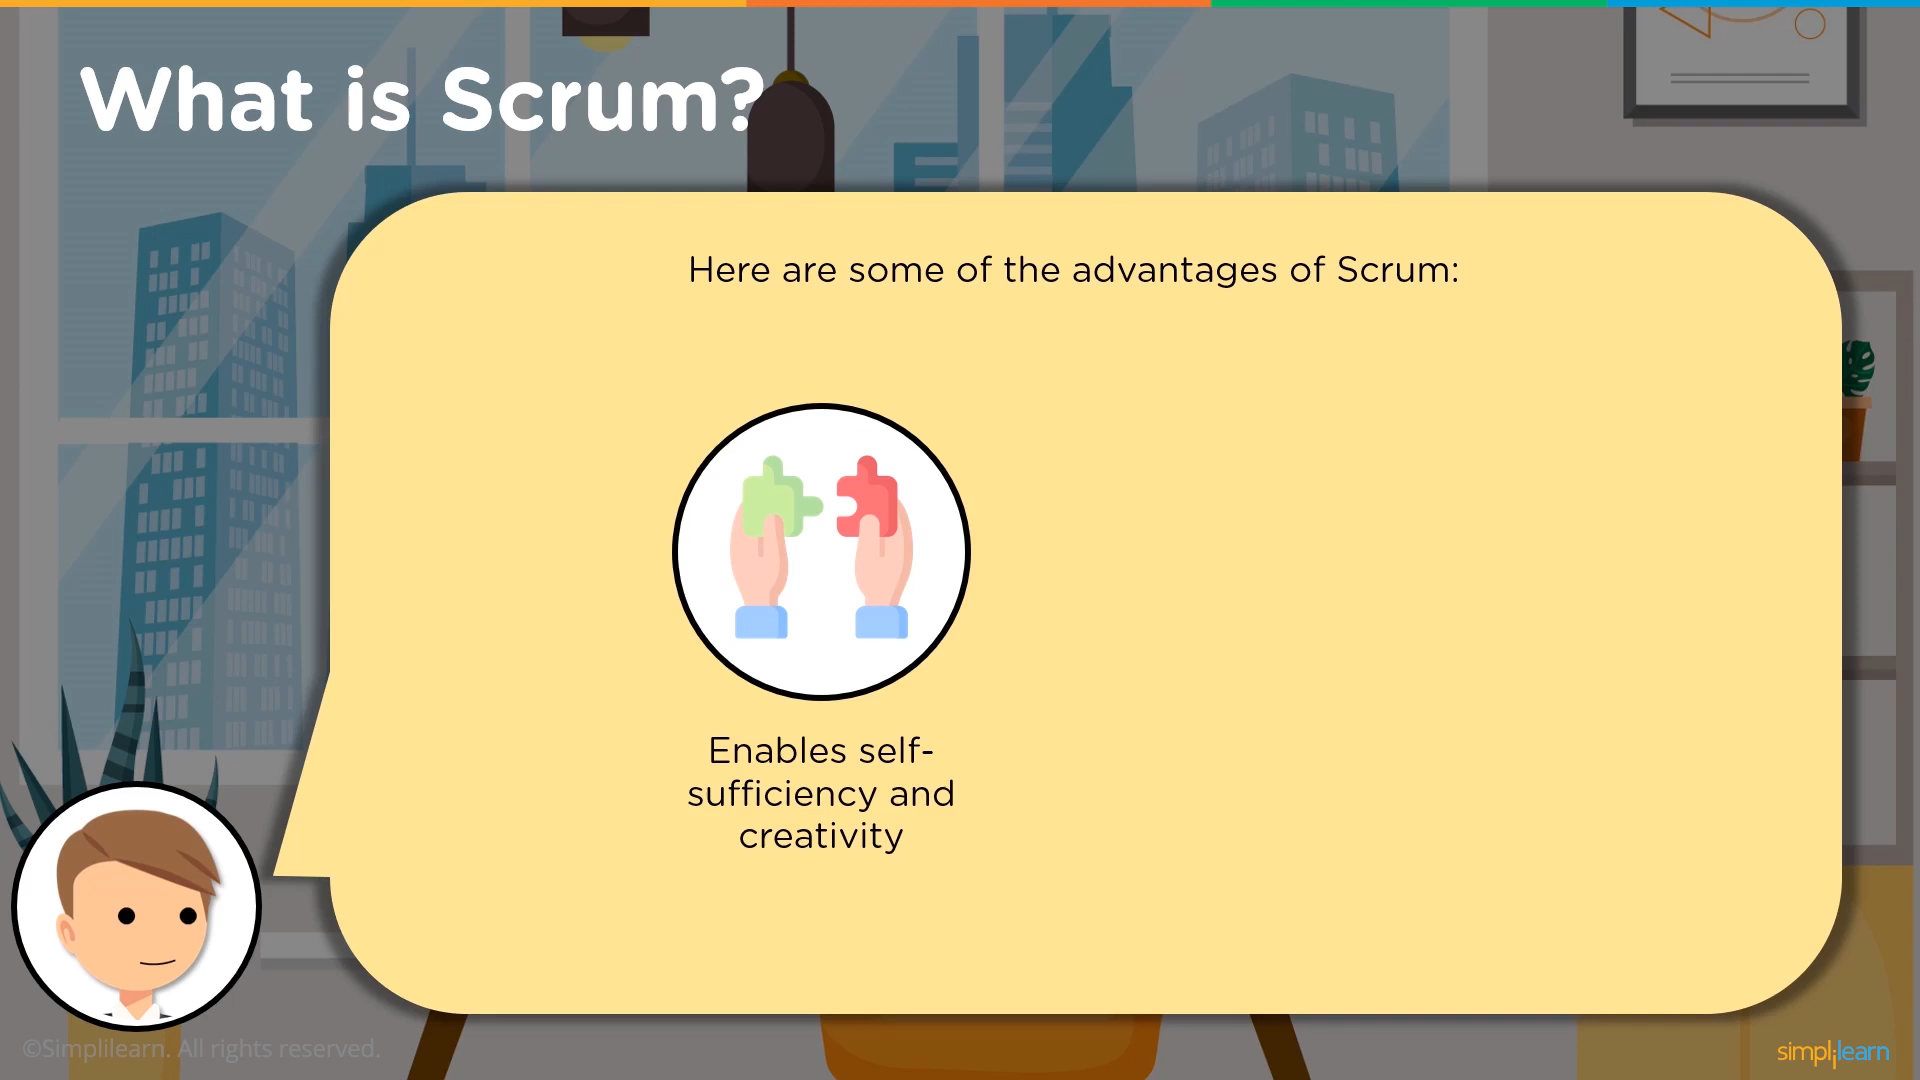 What is Scrum?
Here are some of the advantages of Scrum:
Enables self-
sufficiency and
creativity
©Simplilearn. All rights reserved.
simplilearn